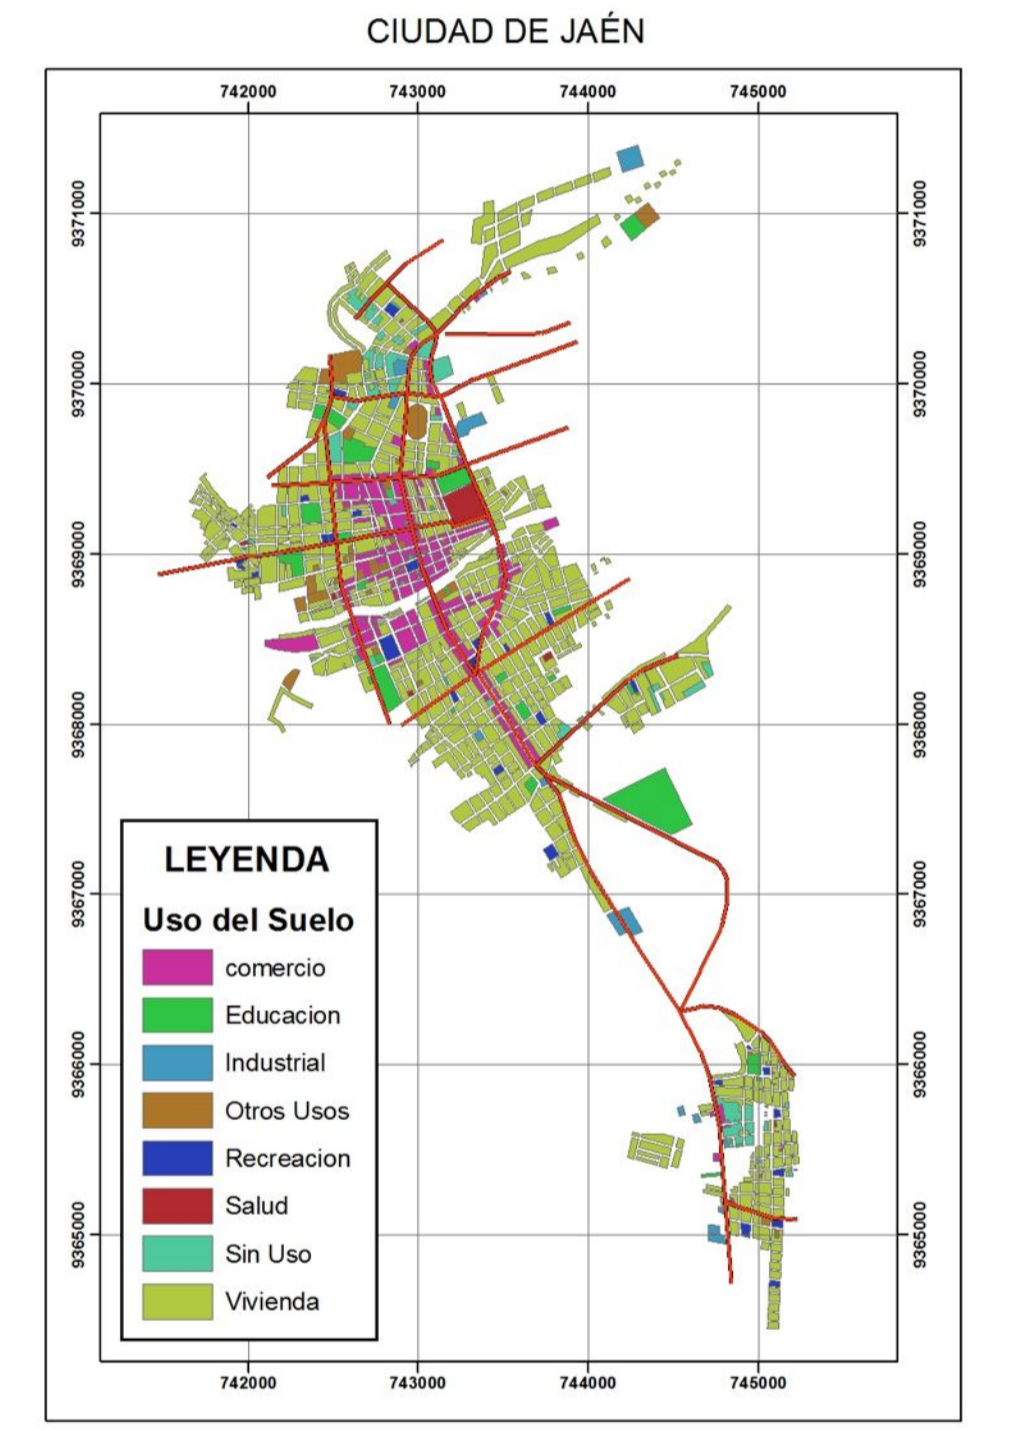 CIUDAD DE JAÉN
742000 743000 744000 745000
9371000 9371000
9370000 9370000
9369000 9369000
9368000 9368000
9367000 9367000
9366000 9366000
9365000 9365000
LEYENDA
Uso del Suelo
comercio
Educacion
Industrial
Otros Usos
Recreacion
Salud
Sin Uso
Vivienda
742000 743000 744000 745000